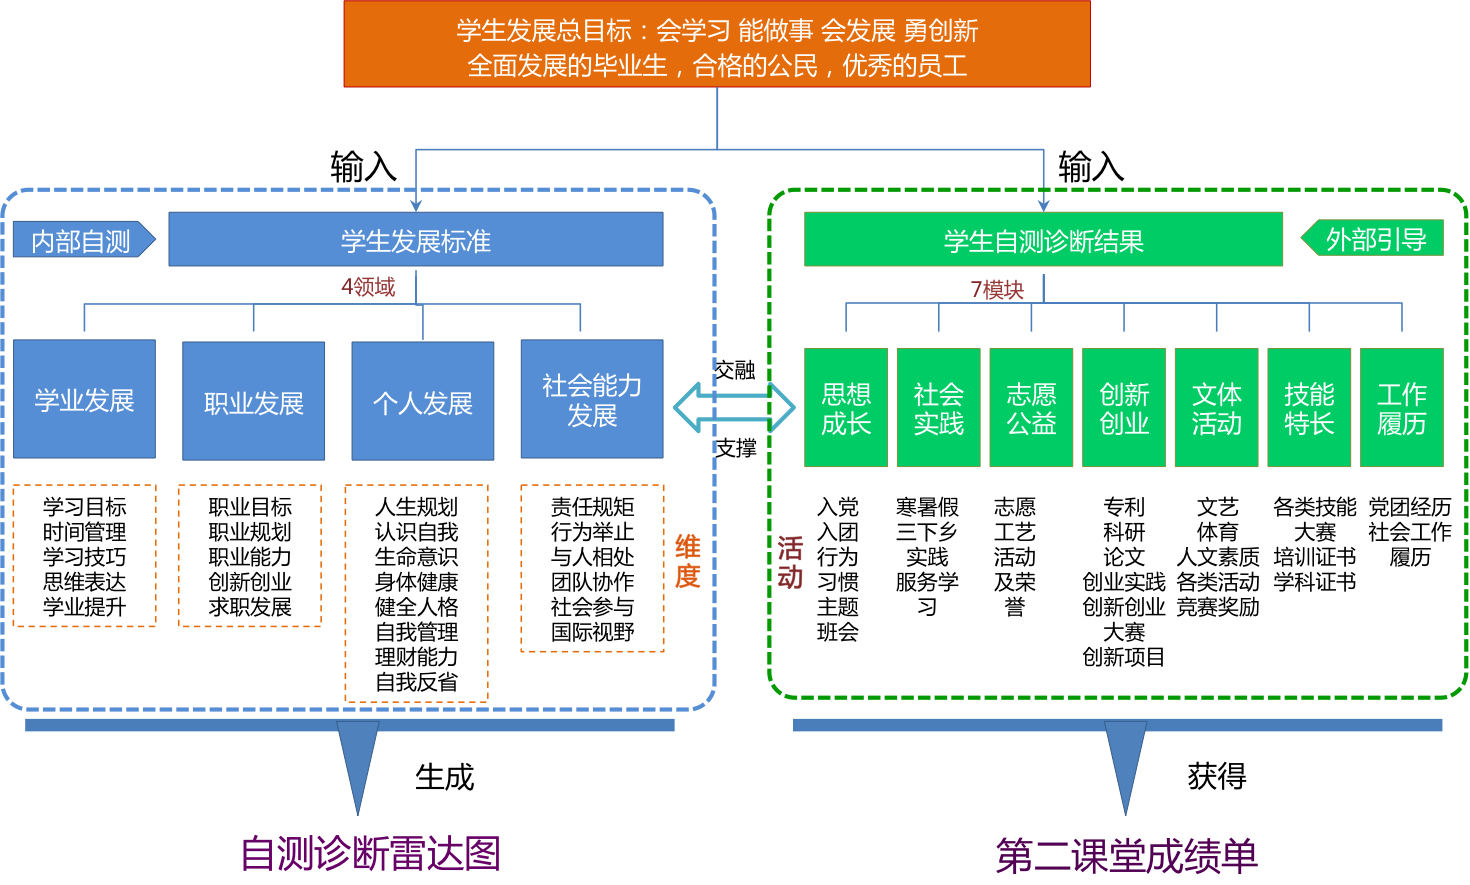 学生发展总目标：会学习 能做事 会发展 勇创新
全面发展的毕业生，合格的公民，优秀的员工
输入
输入
内部自测
学生发展标准
4领域
学业发展
职业发展
个人发展
社会能力
发展
学习目标
时间管理
学习技巧
思维表达
学业提升
职业目标
职业规划
职业能力
创新创业
求职发展
人生规划
认识自我
生命意识
身体健康
健全人格
自我管理
理财能力
自我反省
责任规矩
行为举止
与人相处
团队协作
社会参与
国际视野
维
度
交融
支撑
学生自测诊断结果
外部引导
7模块
思想
成长
社会
实践
志愿
公益
创新
创业
文体
活动
技能
特长
工作
履历
活
动
入党
入团
行为
习惯
主题
班会
寒暑假
三下乡
实践
服务学
习
志愿
工艺
活动
及荣
誉
专利
科研
论文
创业实践
创新创业
大赛
创新项目
文艺
体育
人文素质
各类活动
竞赛奖励
各类技能
大赛
培训证书
学科证书
党团经历
社会工作
履历
生成
获得
自测诊断雷达图
第二课堂成绩单